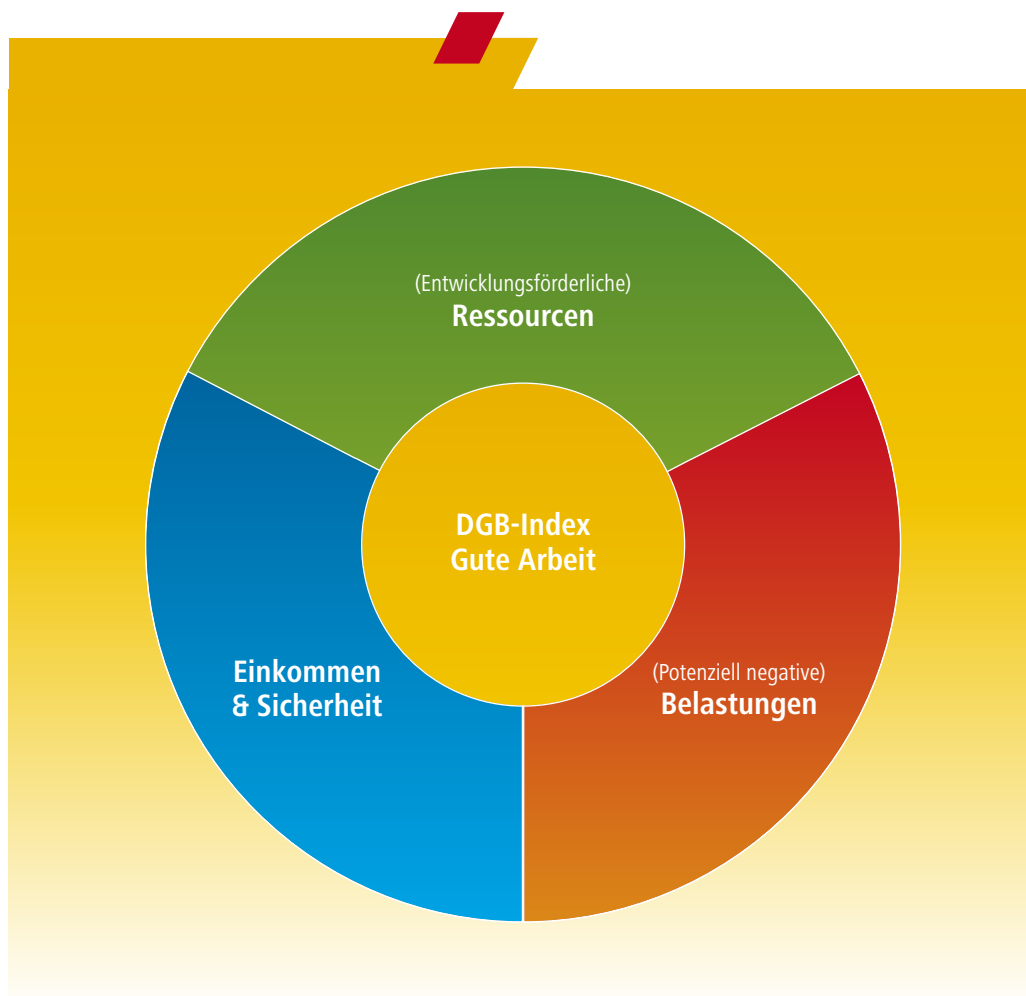 (Entwicklungsförderliche)
Ressourcen
DGB-Index
Gute Arbeit
Einkommen
& Sicherheit
(Potenziell negative)
Belastungen